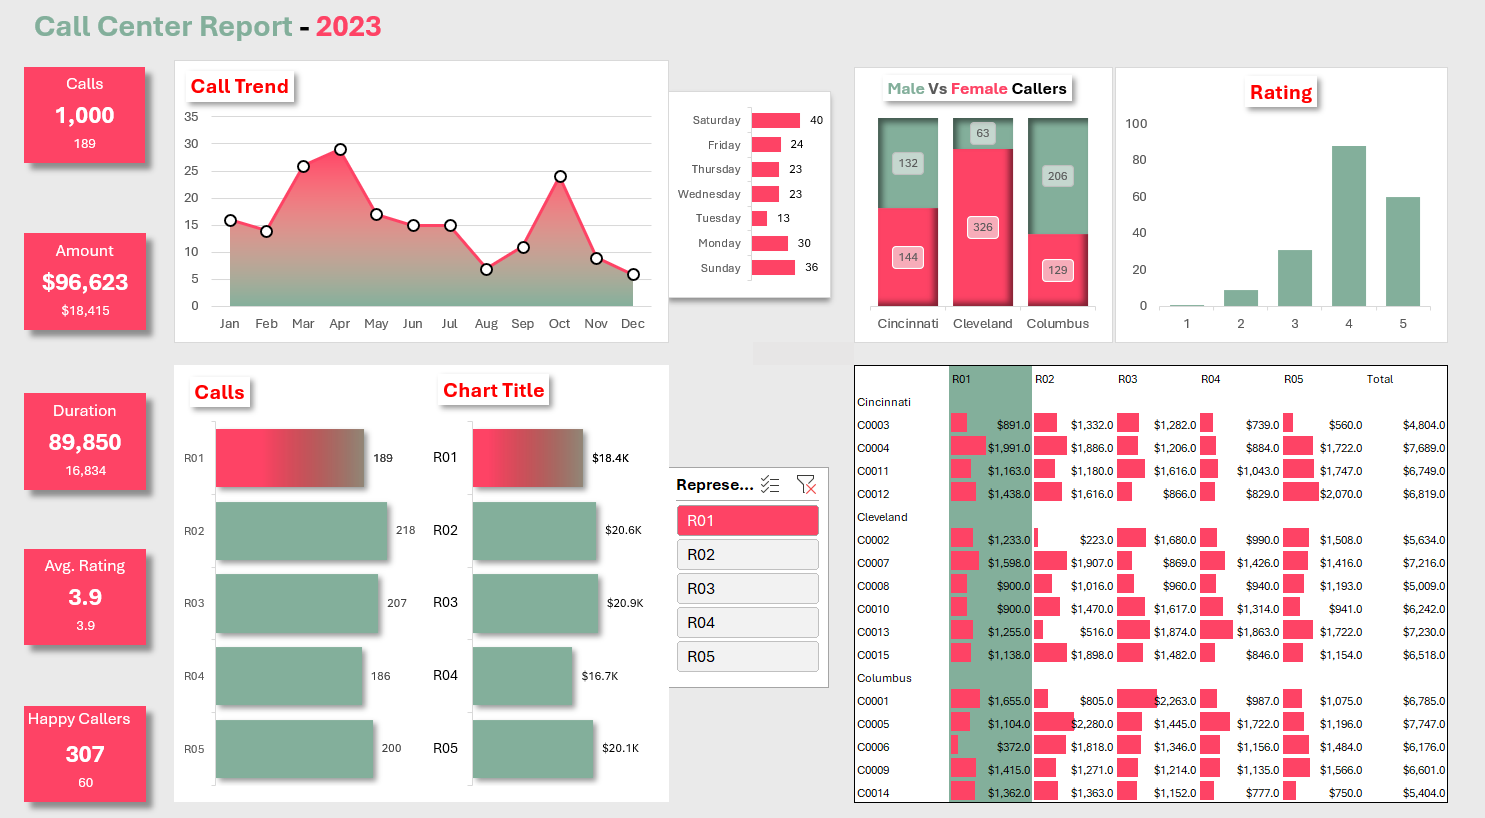 Call Center Report - 2023
Calls
1,000
189
Amount
$96,623
$18,415
Duration
89,850
16,834
Avg. Rating
3.9
3.9
Happy Callers
307
60
Call Trend
35
30
25
20
15
10
5
0
Jan Feb Mar Apr May Jun Jul Aug Sep Oct Nov Dec
Saturday 40
Friday 24
Thursday 23
Wednesday 23
Tuesday 13
Monday 30
Sunday 36
Male Vs Female Callers
132 63 206
144 326 129
Cincinnati Cleveland Columbus
Rating
100
80
60
40
20
0
1 2 3 4 5
Calls
R01 189
R02 218
R03 207
R04 186
R05 200
Chart Title
R01 $18.4K
R02 $20.6K
R03 $20.9K
R04 $16.7K
R05 $20.1K
Represe...
R01
R02
R03
R04
R05
R01 R02 R03 R04 R05 Total
Cincinnati
C0003 $891.0 $1,332.0 $1,282.0 $739.0 $560.0 $4,804.0
C0004 $1,991.0 $1,886.0 $1,206.0 $884.0 $1,722.0 $7,689.0
C0011 $1,163.0 $1,180.0 $1,616.0 $1,043.0 $1,747.0 $6,749.0
C0012 $1,438.0 $1,616.0 $866.0 $829.0 $2,070.0 $6,819.0
Cleveland
C0002 $1,233.0 $223.0 $1,680.0 $990.0 $1,508.0 $5,634.0
C0007 $1,598.0 $1,907.0 $869.0 $1,426.0 $1,416.0 $7,216.0
C0008 $900.0 $1,016.0 $960.0 $940.0 $1,193.0 $5,009.0
C0010 $900.0 $1,470.0 $1,617.0 $1,314.0 $941.0 $6,242.0
C0013 $1,255.0 $516.0 $1,874.0 $1,863.0 $1,722.0 $7,230.0
C0015 $1,138.0 $1,898.0 $1,482.0 $846.0 $1,154.0 $6,518.0
Columbus
C0001 $1,655.0 $805.0 $2,263.0 $987.0 $1,075.0 $6,785.0
C0005 $1,104.0 $2,280.0 $1,445.0 $1,722.0 $1,196.0 $7,747.0
C0006 $372.0 $1,818.0 $1,346.0 $1,156.0 $1,484.0 $6,176.0
C0009 $1,415.0 $1,271.0 $1,214.0 $1,135.0 $1,566.0 $6,601.0
C0014 $1,362.0 $1,363.0 $1,152.0 $777.0 $750.0 $5,404.0